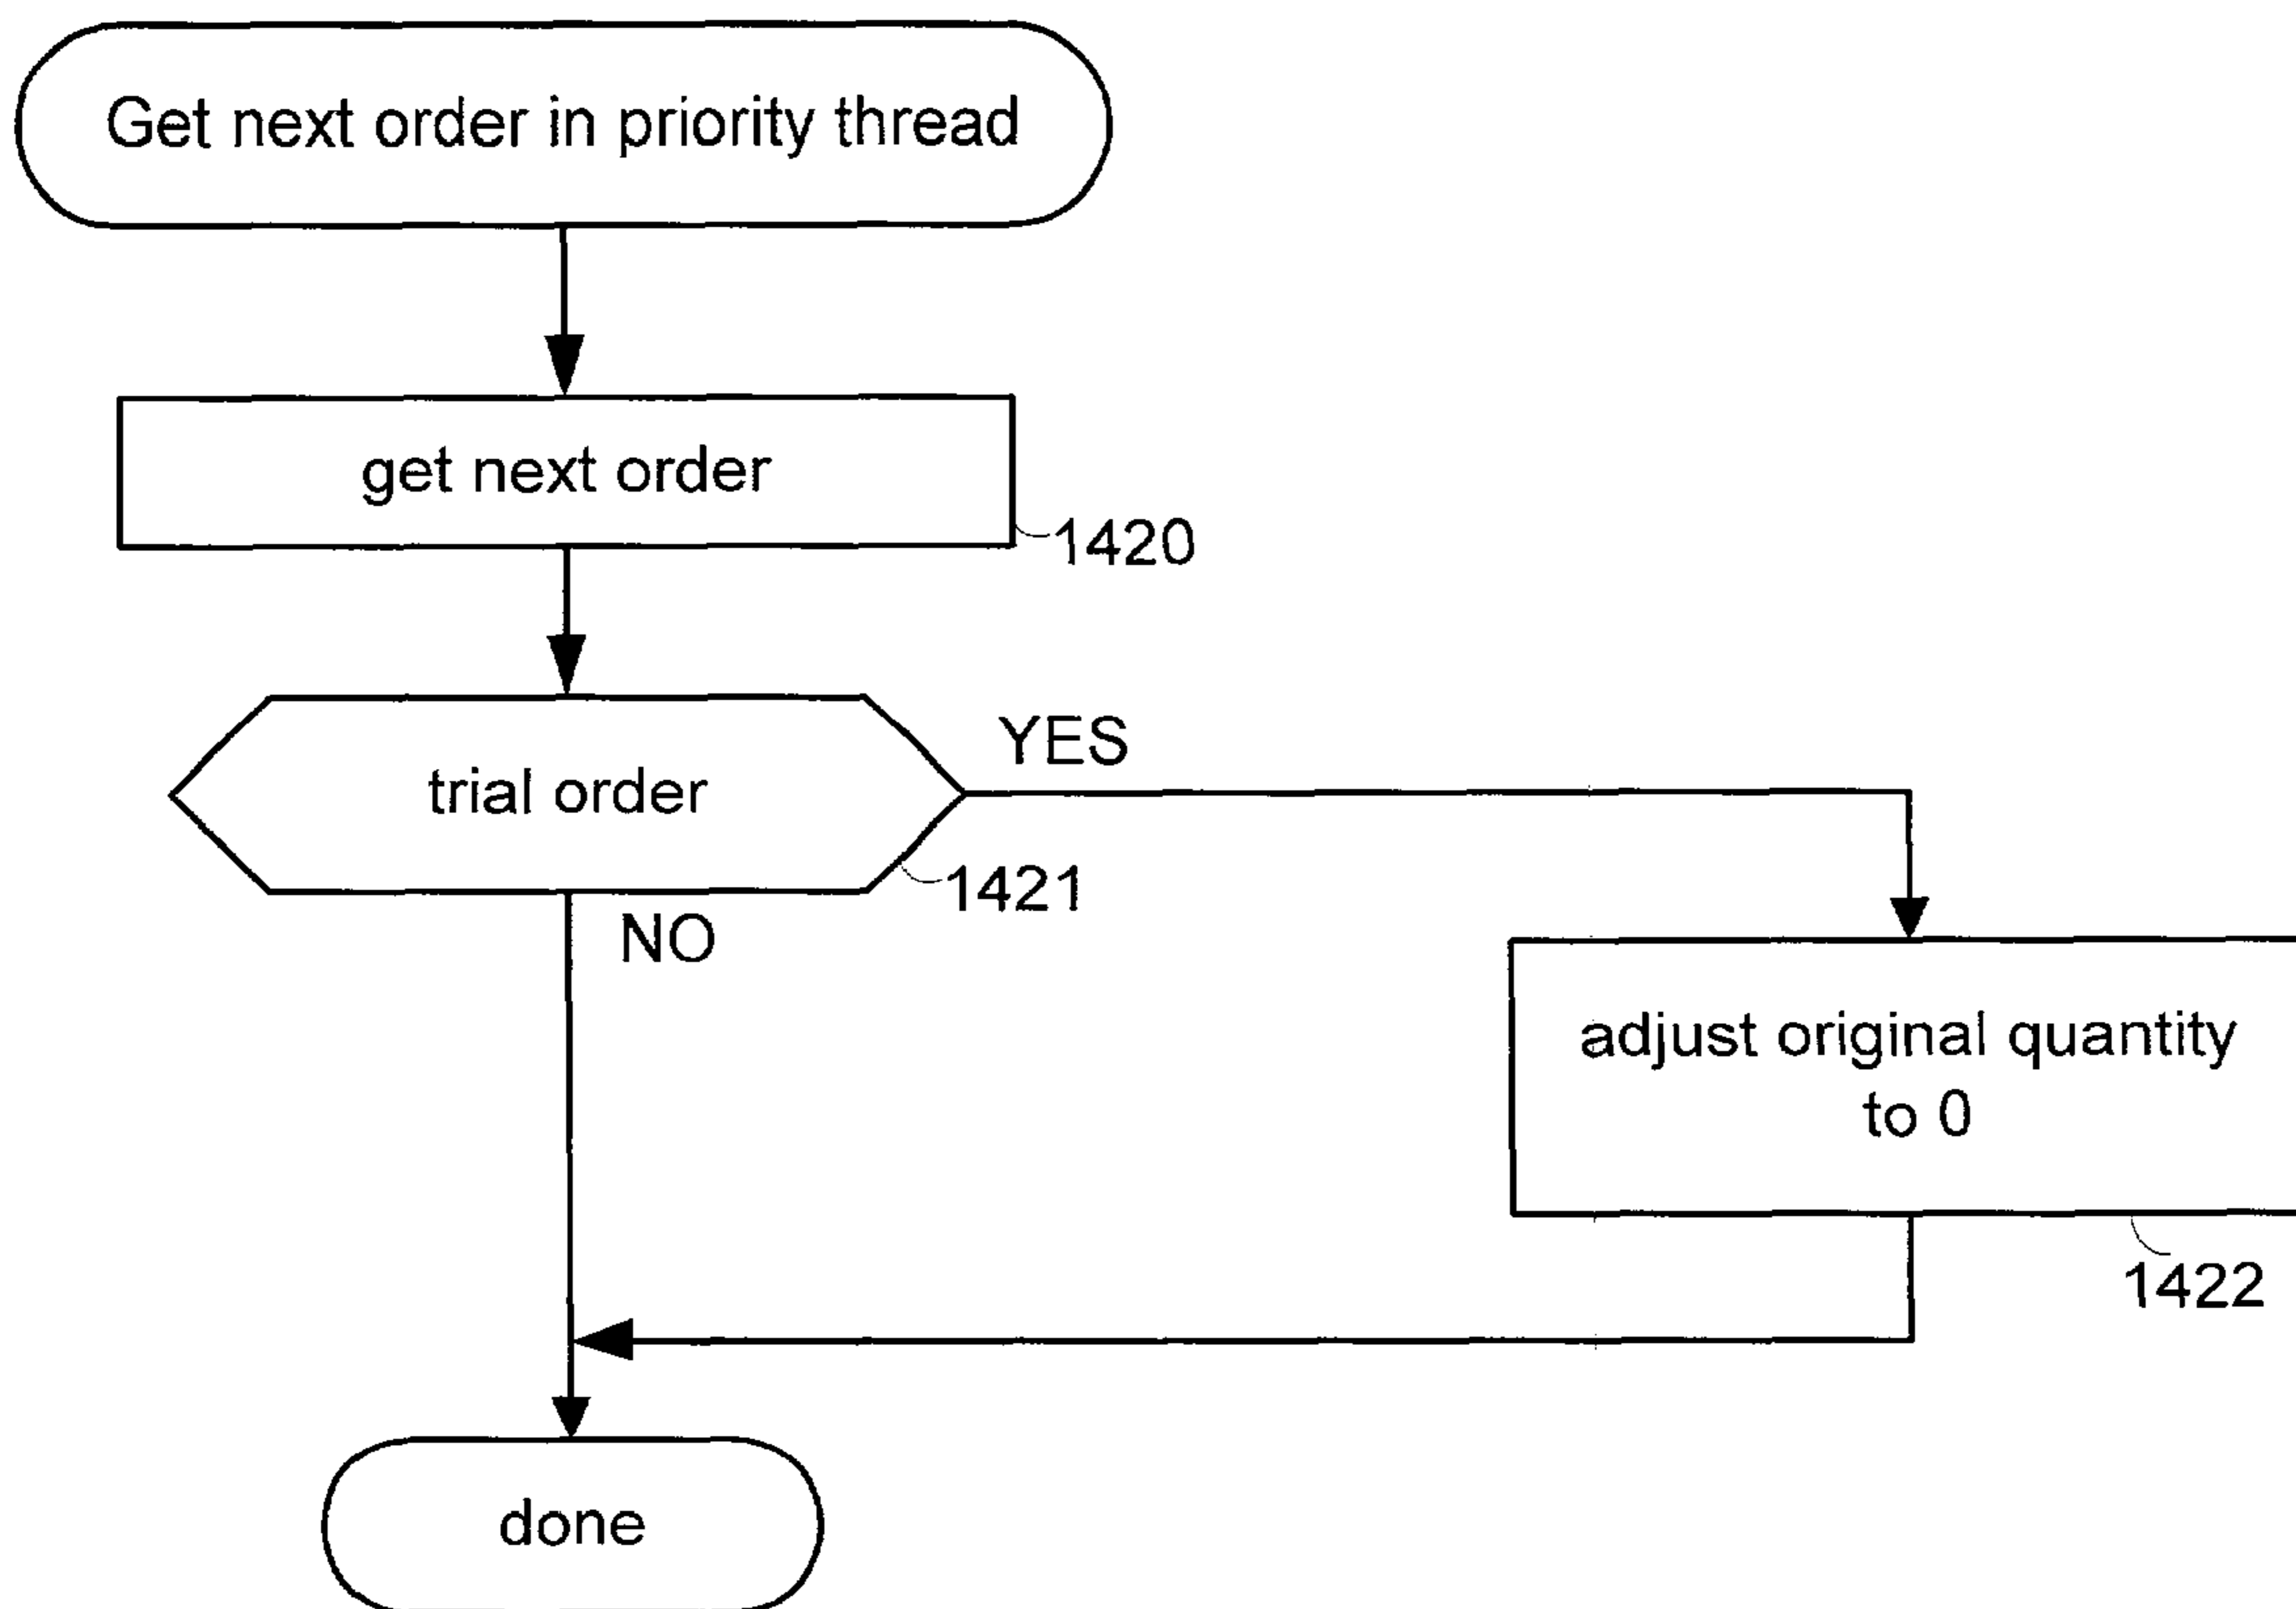 Get next order in priority thread
get next order
1420
trial order
YES
1421
NO
adjust original quantity
to 0
1422
done